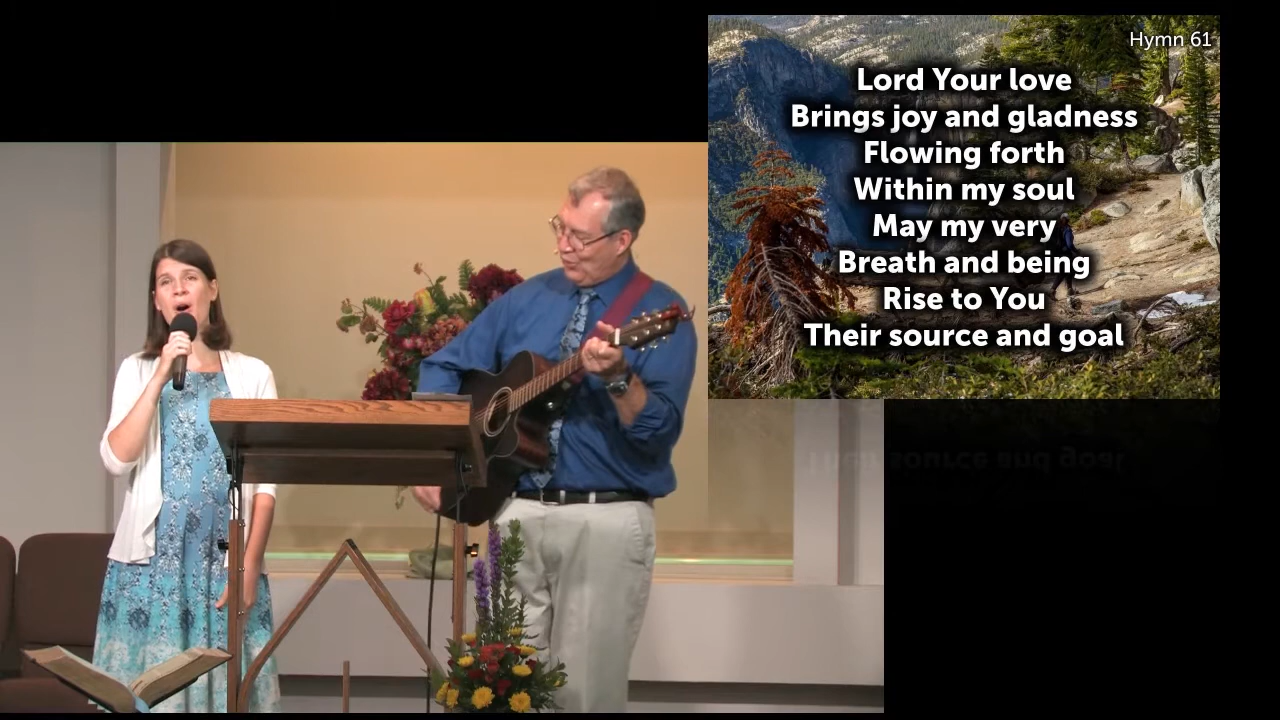 Hymn 61
Lord Your love
Brings joy and gladness
Flowing forth
Within my soul
May my very
Breath and being
Rise to You
Their source and goal